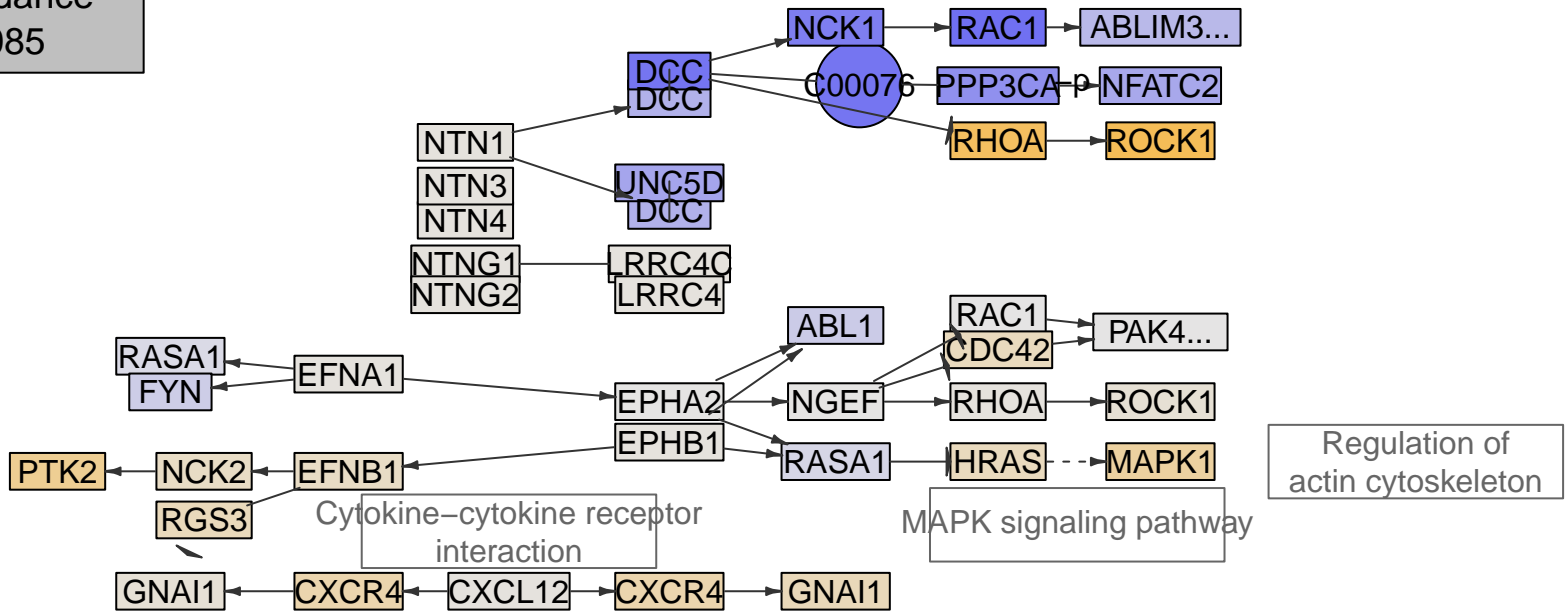 NCK1
RAC1
ABLIM3...
085
DCC
DCC
C00076
PPP3CA
–p
NFATC2
NTN1
RHOA
ROCK1
NTN3
NTN4
UNC5D
DCC
NTNG1
NTNG2
LRRC4C
LRRC4
RASA1
FYN
EFNA1
ABL1
RAC1
CDC42
PAK4...
EPHA2
EPHB1
NGEF
RHOA
ROCK1
PTK2
NCK2
EFNB1
RASA1
HRAS
MAPK1
Regulation of
actin cytoskeleton
RGS3
Cytokine–cytokine receptor
interaction
MAPK signaling pathway
GNAI1
CXCR4
CXCL12
CXCR4
GNAI1